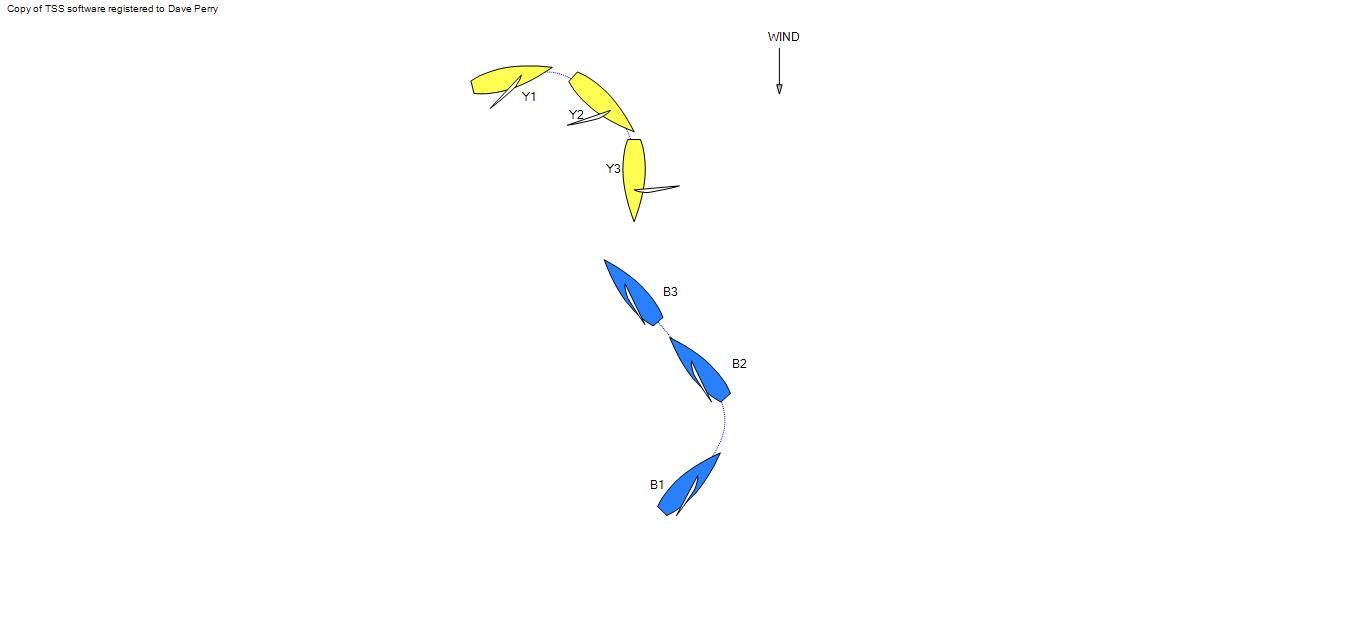 Copy of TSS software registered to Dave Perry
WIND
Y1
Y2
Y3
B3
B2
B1